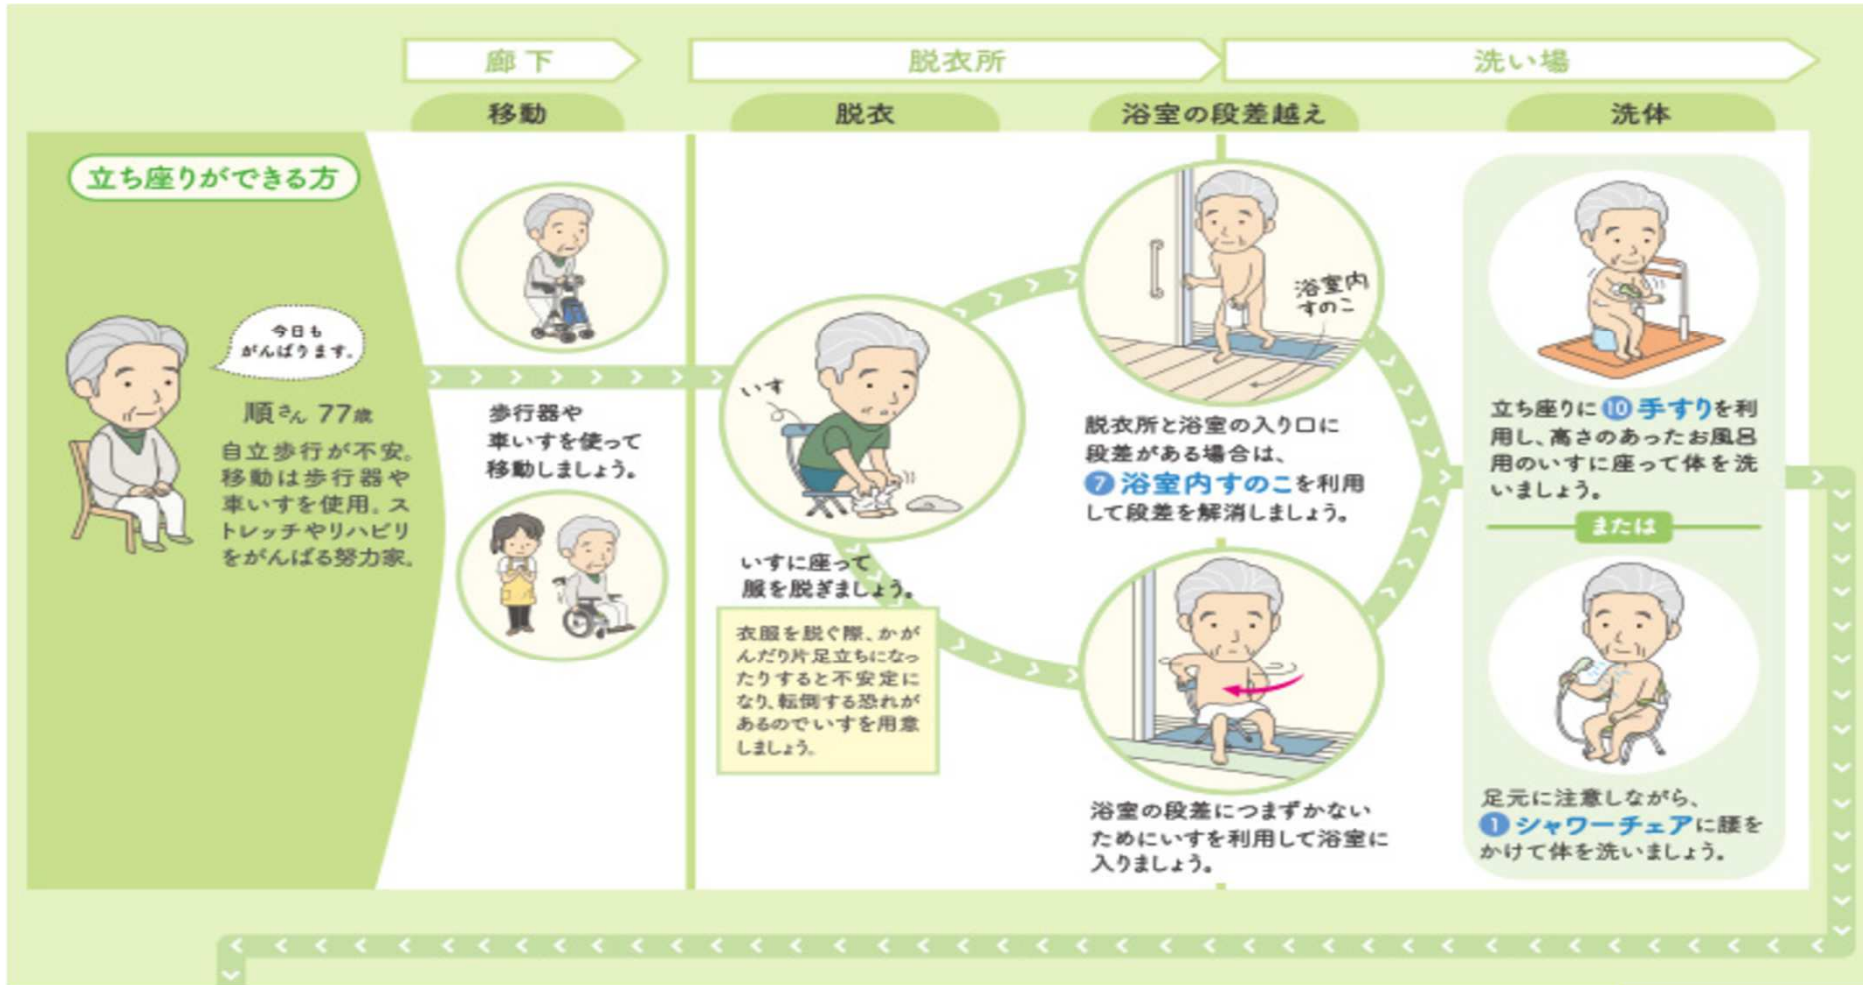 廊下
脱衣所
洗い場
移動
脱衣
浴室の段差越え
洗体
立ち座りができる方
今日も
がんばります。
順さん 77歳
自立歩行が不安。
移動は歩行器や
車いすを使用。ス
トレッチやリハビリ
をがんばる努力家。
歩行器や
車いすを使って
移動しましょう。
いす
いすに座って
服を脱ぎましょう。
衣服を脱ぐ際、かが
んだり片足立ちになっ
たりすると不安定に
なり、転倒する恐れが
あるのでいすを用意
しましょう。
浴室内
すのこ
脱衣所と浴室の入り口に
段差がある場合は、
7 浴室内すのこを利用
して段差を解消しましょう。
浴室の段差につまずかない
ためにいすを利用して浴室に
入りましょう。
立ち座りに 10 手すりを利
用し、高さのあったお風呂
用のいすに座って体を洗
いましょう。
または
足元に注意しながら、
1 シャワーチェアに腰を
かけて体を洗いましょう。